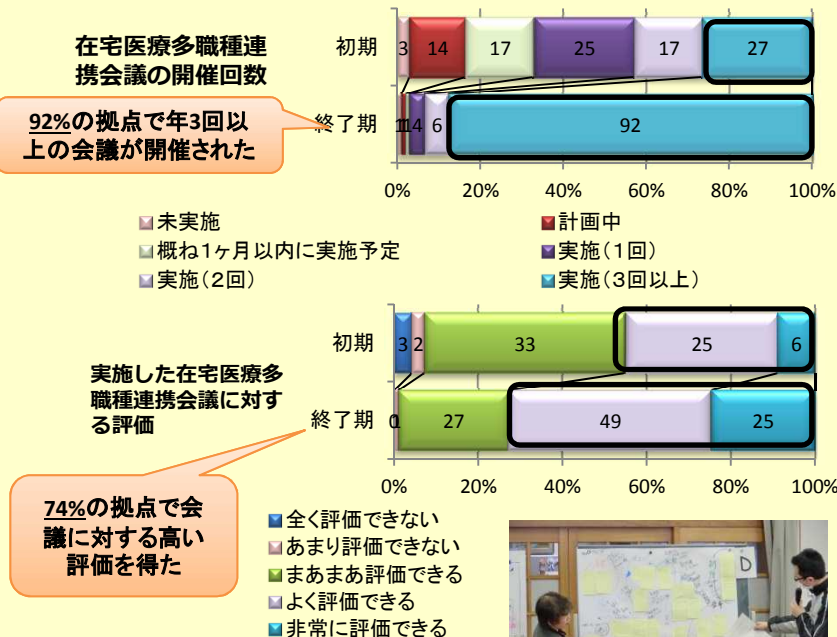 在宅医療多職種連
携会議の開催回数
92%の拠点で年3回以
上の会議が開催された
初期
3 14 17 25 17 27
終了期
1 1 4 6 92
0% 20% 40% 60% 80% 100%
未実施
計画中
概ね1ヶ月以内に実施予定
実施(1回)
実施(2回)
実施(3回以上)
実施した在宅医療多
職種連携会議に対す
る評価
74%の拠点で会
議に対する高い
評価を得た
初期
3 2 33 25 6
終了期
0 1 27 49 25
0% 20% 40% 60% 80% 100%
全く評価できない
あまり評価できない
まあまあ評価できる
よく評価できる
非常に評価できる
D